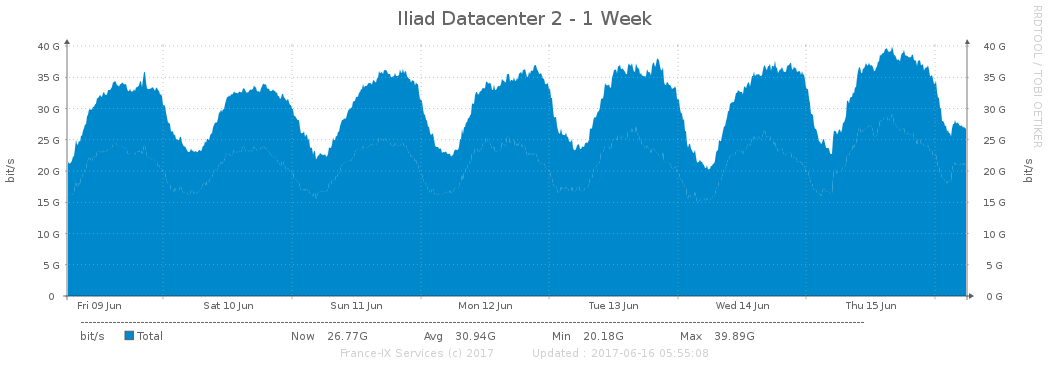 Iliad Datacenter 2 - 1 Week
RRDTOOL / TOBI OETIKER
40 G 40 G
35 G 35 G
30 G 30 G
25 G 25 G
20 G 20 G
15 G 15 G
10 G 10 G
5 G 5 G
0 0 G
bit/s bit/s
Fri 09 Jun Sat 10 Jun Sun 11 Jun Mon 12 Jun Tue 13 Jun Wed 14 Jun Thu 15 Jun
bit/s Total Now 26.77G Avg 30.94G Min 20.18G Max 39.89G
France-IX Services (c) 2017 Updated : 2017-06-16 05:55:08